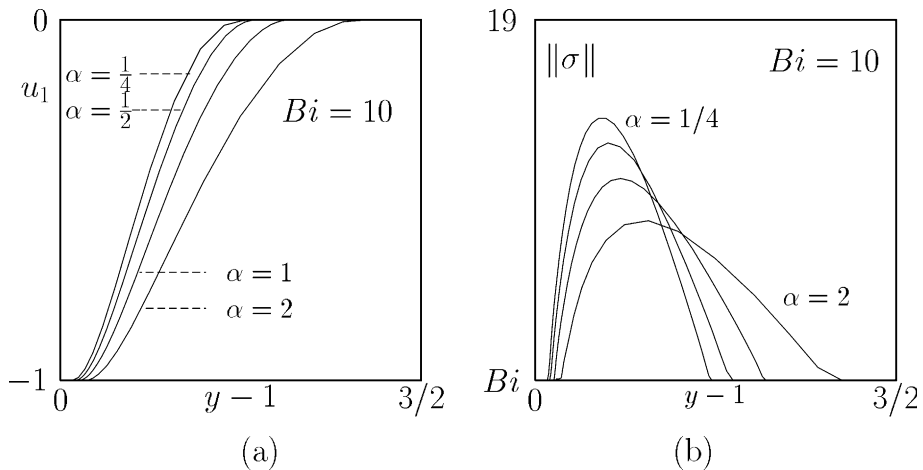 0
α = 1/4
u₁
α = 1/2
Bi = 10
α = 1
α = 2
−1
0
y − 1
3/2
(a)
19
‖σ‖
Bi = 10
α = 1/4
α = 2
Bi
0
y − 1
3/2
(b)